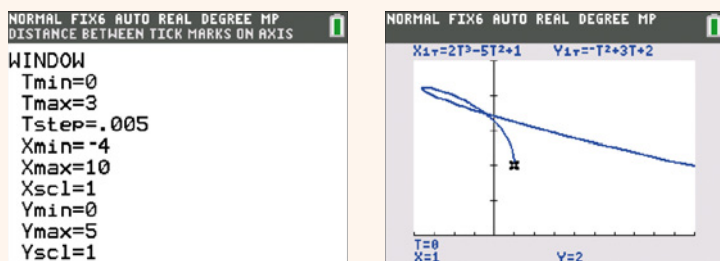 NORMAL FIX6 AUTO REAL DEGREE MP
DISTANCE BETWEEN TICK MARKS ON AXIS
WINDOW
Tmin=0
Tmax=3
Tstep=.005
Xmin=-4
Xmax=10
Xscl=1
Ymin=0
Ymax=5
Yscl=1
NORMAL FIX6 AUTO REAL DEGREE MP
X1T=2T³-5T²+1 Y1T=-T²+3T+2
T=0
X=1 Y=2